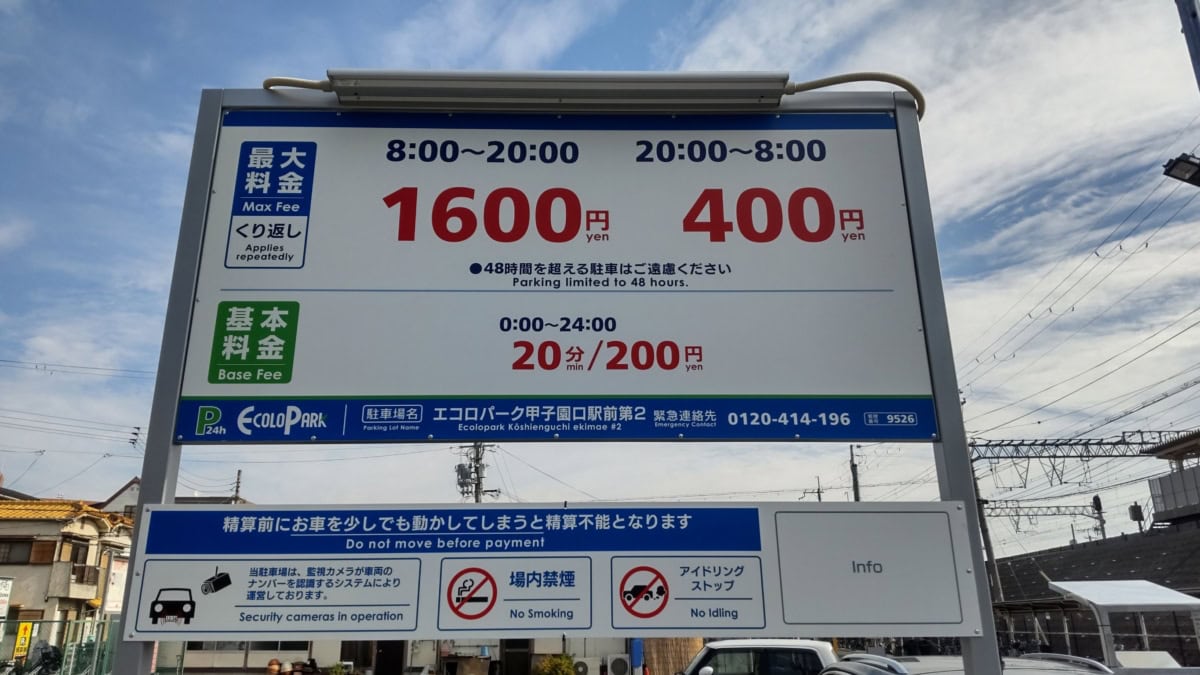 最大料金
Max Fee
くり返し
Applies repeatedly
8:00〜20:00
1600円 yen
20:00〜8:00
400円 yen
●48時間を超える駐車はご遠慮ください
Parking limited to 48 hours.
基本料金
Base Fee
0:00〜24:00
20分 min/200円 yen
P24h ECOLOPARK
駐車場名
Parking Lot Name
エコロパーク甲子園口駅前第2
Ecolopark Kōshienguchi ekimae #2
緊急連絡先
Emergency Contact
0120-414-196
9526
精算前にお車を少しでも動かしてしまうと精算不能となります
Do not move before payment
当駐車場は、監視カメラが車両の
ナンバーを認識するシステムにより
運営しております。
Security cameras in operation
場内禁煙
No Smoking
アイドリング
ストップ
No Idling
Info